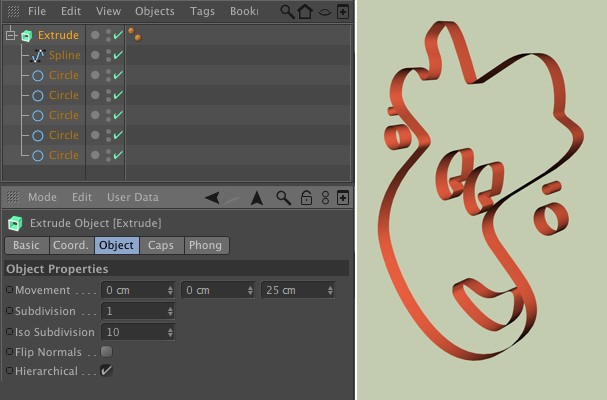 File Edit View Objects Tags Book
Extrude
Spline
Circle
Circle
Circle
Circle
Circle
Mode Edit User Data
Extrude Object [Extrude]
Basic Coord. Object Caps Phong
Object Properties
Movement . . . . 0 cm 0 cm 25 cm
Subdivision . . . 1
Iso Subdivision 10
Flip Normals . .
Hierarchical . .